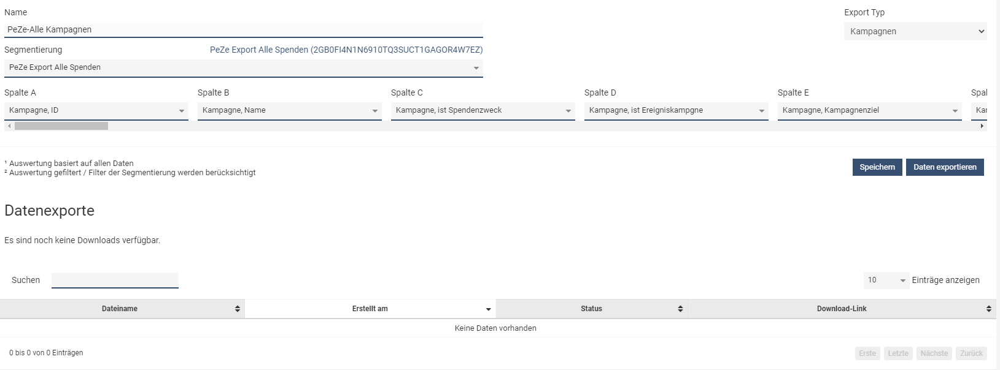 Name
Export Typ
PeZe-Alle Kampagnen
Kampagnen
Segmentierung
PeZe Export Alle Spenden (2GB0FI4N1N6910TQ3SUCT1GAGOR4W7EZ)
PeZe Export Alle Spenden
Spalte A
Spalte B
Spalte C
Spalte D
Spalte E
Spal
Kampagne, ID
Kampagne, Name
Kampagne, ist Spendenzweck
Kampagne, ist Ereigniskampgne
Kampagne, Kampagnenziel
Kar
¹ Auswertung basiert auf allen Daten
² Auswertung gefiltert / Filter der Segmentierung werden berücksichtigt
Speichern
Daten exportieren
Datenexporte
Es sind noch keine Downloads verfügbar.
Suchen
10
Einträge anzeigen
Dateiname
Erstellt am
Status
Download-Link
Keine Daten vorhanden
0 bis 0 von 0 Einträgen
Erste
Letzte
Nächste
Zurück